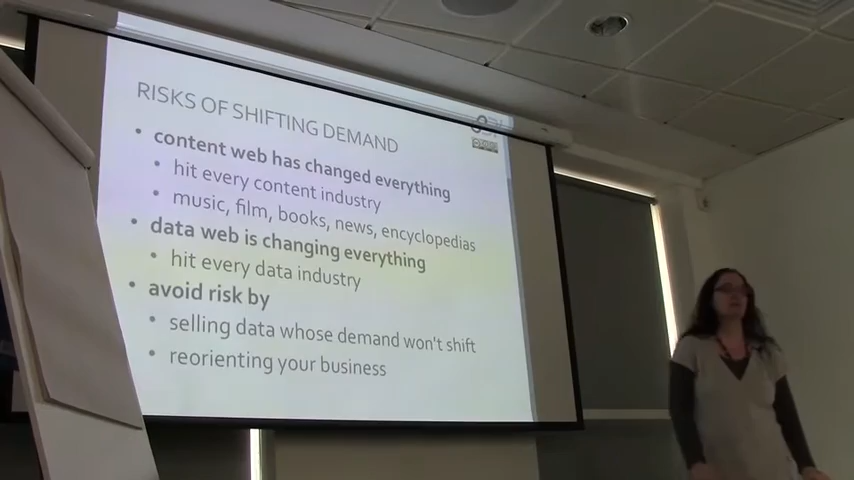 RISKS OF SHIFTING DEMAND
• content web has changed everything
• hit every content industry
• music, film, books, news, encyclopedias
• data web is changing everything
• hit every data industry
• avoid risk by
• selling data whose demand won't shift
• reorienting your business